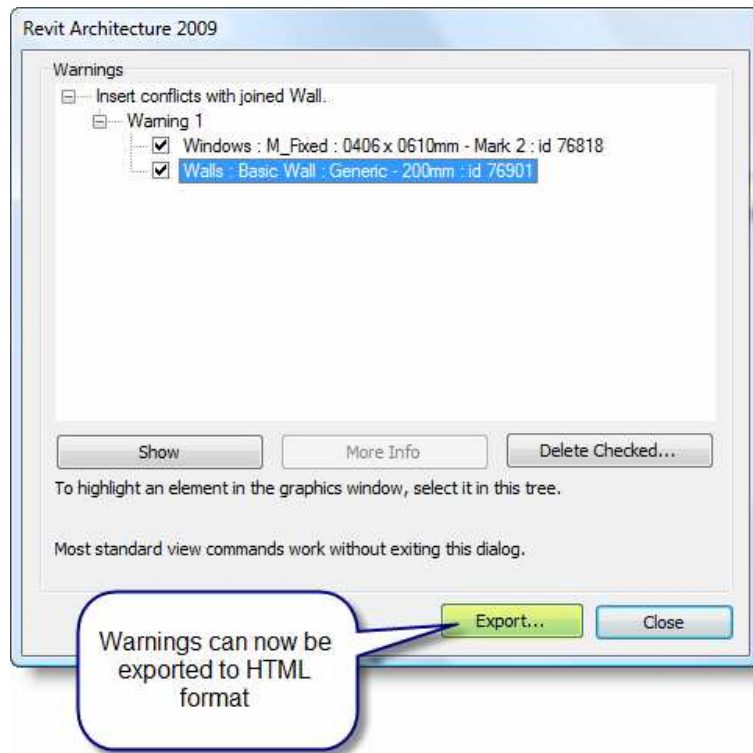 Revit Architecture 2009
Warnings
Insert conflicts with joined Wall.
Warning 1
Windows : M_Fixed : 0406 x 0610mm - Mark 2 : id 76818
Walls : Basic Wall : Generic - 200mm : id 76901
Show
More Info
Delete Checked...
To highlight an element in the graphics window, select it in this tree.
Most standard view commands work without exiting this dialog.
Export...
Close
Warnings can now be
exported to HTML
format